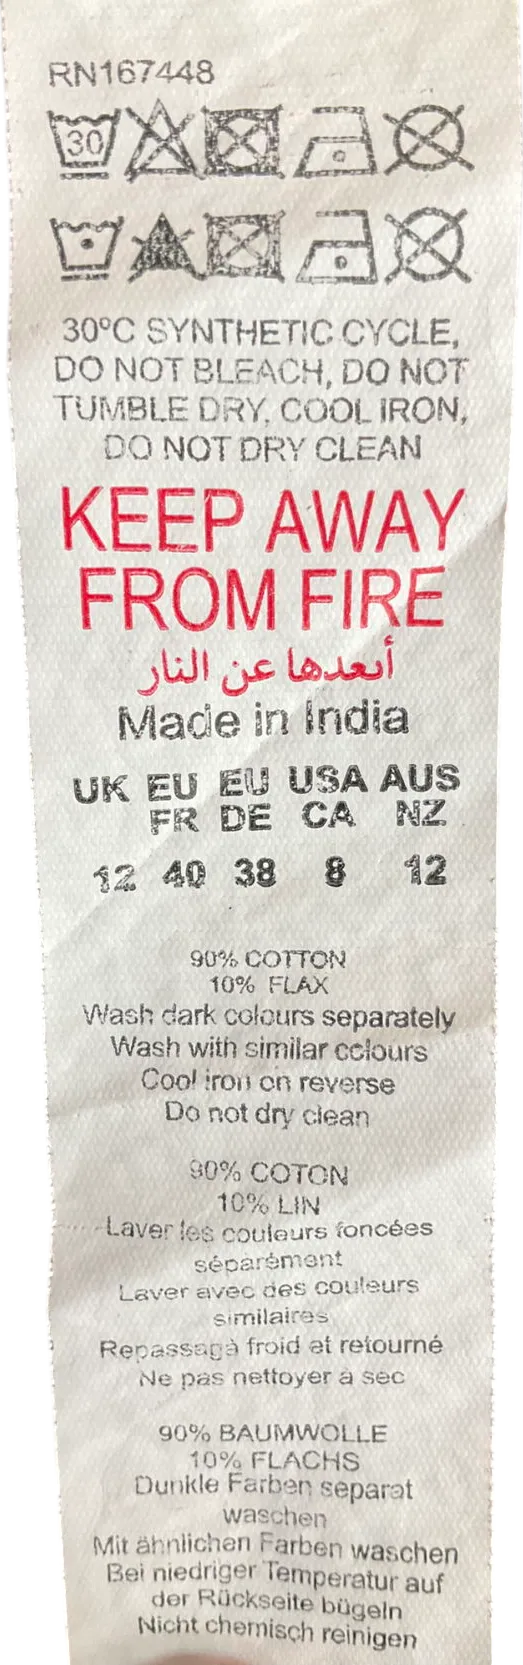 RN167448
30
30°C SYNTHETIC CYCLE,
DO NOT BLEACH, DO NOT
TUMBLE DRY, COOL IRON,
DO NOT DRY CLEAN
KEEP AWAY
FROM FIRE
أبعدها عن النار
Made in India
UK EU EU USA AUS
FR DE CA NZ
12 40 38 8 12
90% COTTON
10% FLAX
Wash dark colours separately
Wash with similar colours
Cool iron on reverse
Do not dry clean
90% COTON
10% LIN
Laver les couleurs foncées
séparément
Laver avec des couleurs
similaires
Repassage froid et retourné
Ne pas nettoyer à sec
90% BAUMWOLLE
10% FLACHS
Dunkle Farben separat
waschen
Mit ähnlichen Farben waschen
Bei niedriger Temperatur auf
der Rückseite bügeln
Nicht chemisch reinigen